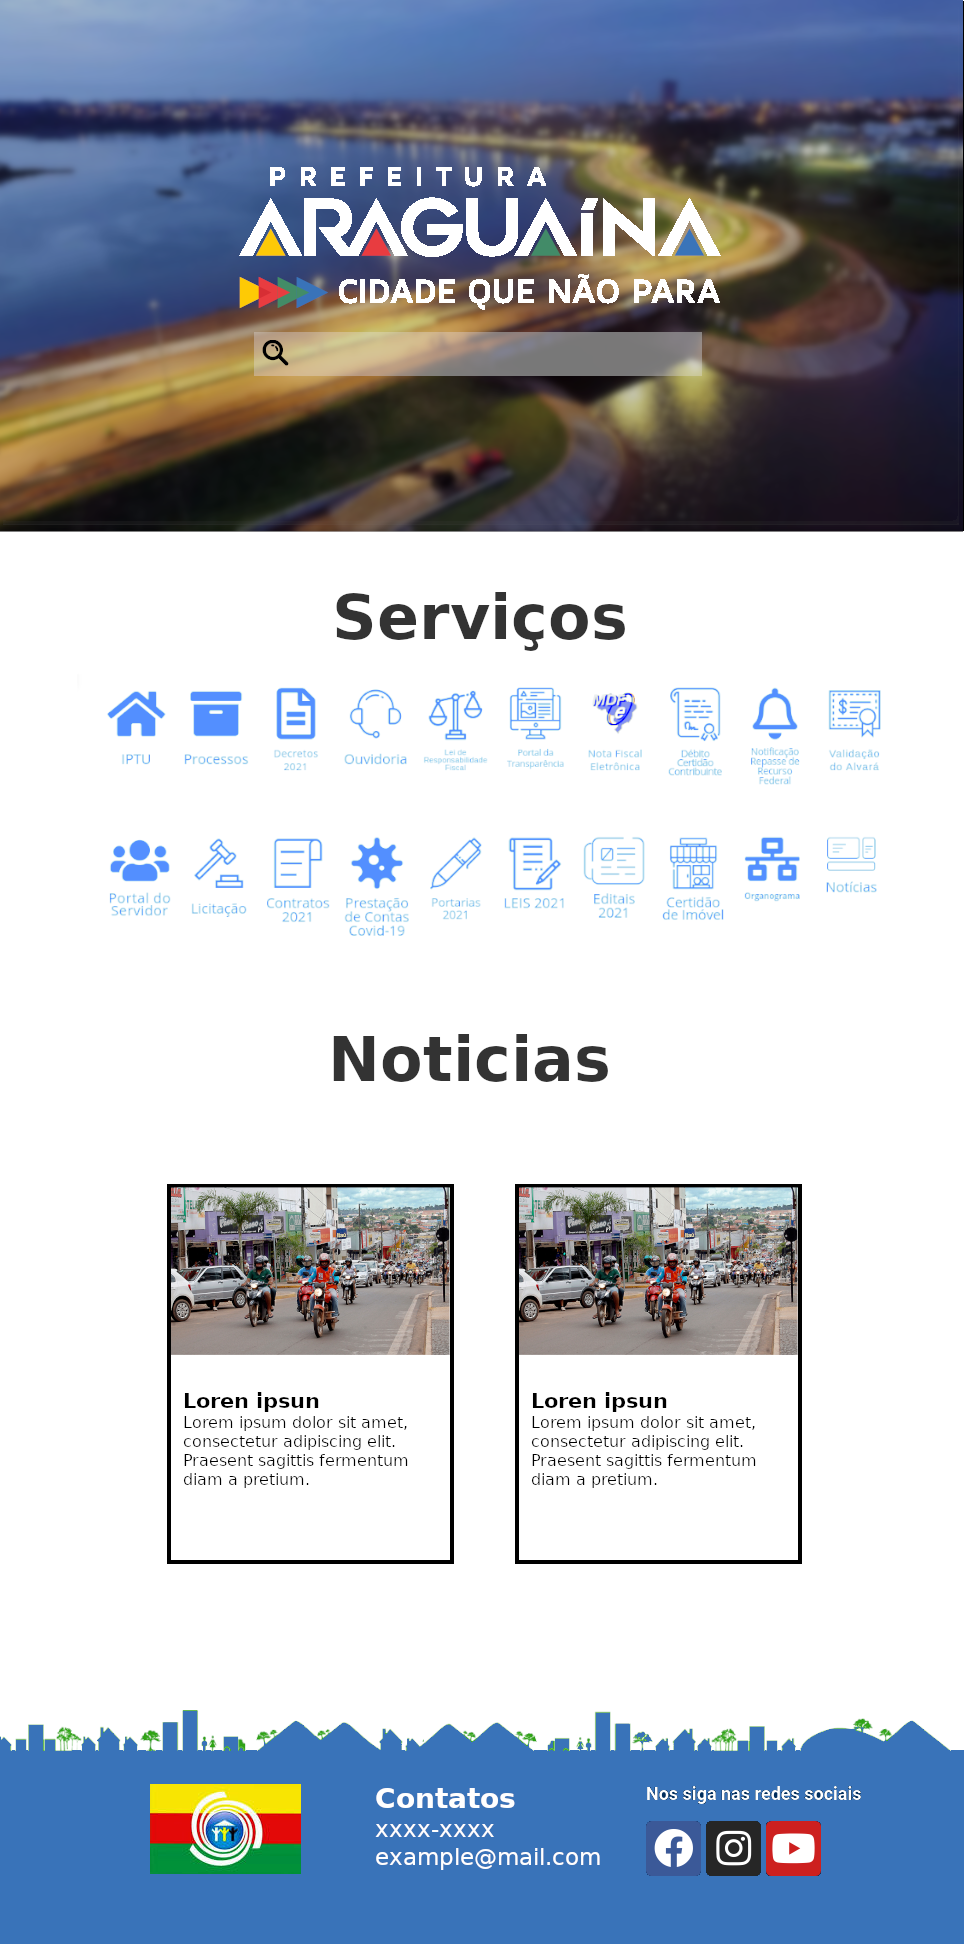 PREFEITURA
ARAGUAÍNA
CIDADE QUE NÃO PARA
Serviços
IPTU
Processos
Decretos
2021
Ouvidoria
Lei de
Responsabilidade
Fiscal
Portal da
Transparência
Nota Fiscal
Eletrônica
Débito
Certidão
Contribuinte
Notificação
Repasse de
Recurso
Federal
Validação
do Alvará
Portal do
Servidor
Licitação
Contratos
2021
Prestação
de Contas
Covid-19
Portarias
2021
LEIS 2021
Editais
2021
Certidão
de Imóvel
Organograma
Notícias
Noticias
Loren ipsun
Lorem ipsum dolor sit amet,
consectetur adipiscing elit.
Praesent sagittis fermentum
diam a pretium.
Loren ipsun
Lorem ipsum dolor sit amet,
consectetur adipiscing elit.
Praesent sagittis fermentum
diam a pretium.
Contatos
xxxx-xxxx
example@mail.com
Nos siga nas redes sociais